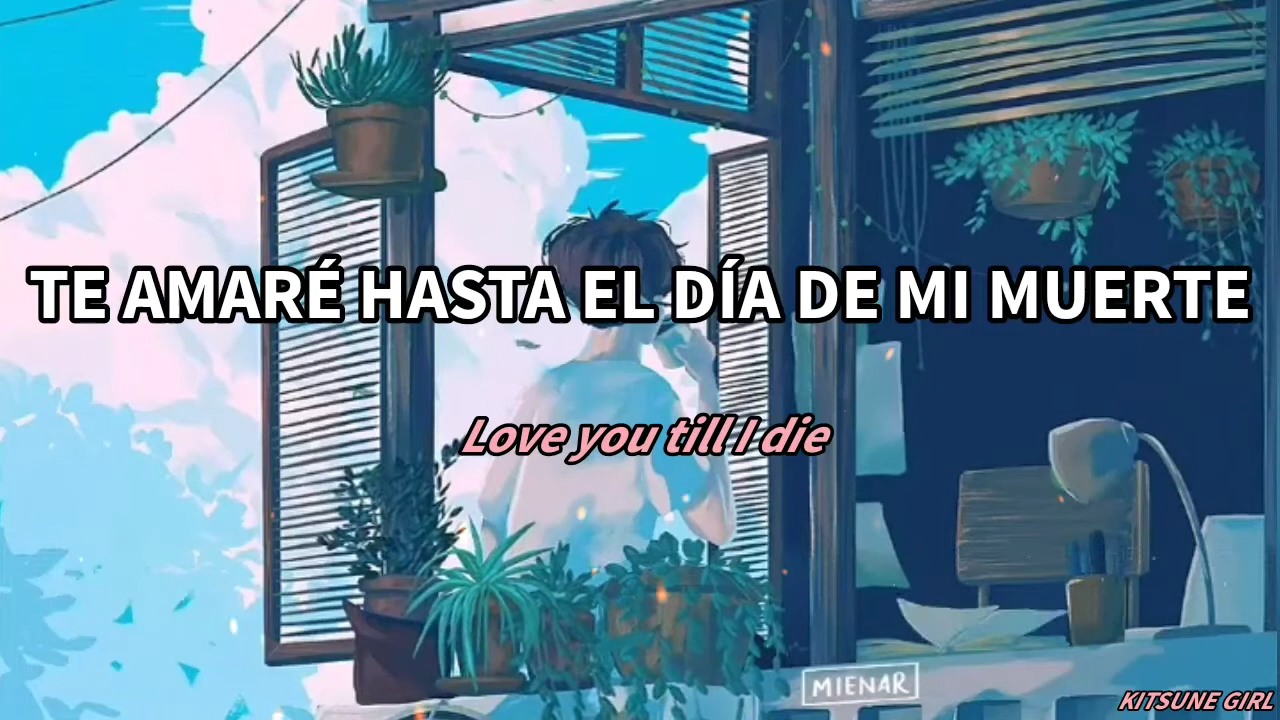 TE AMARÉ HASTA EL DÍA DE MI MUERTE
Love you till I die
MIENAR
KITSUNE GIRL